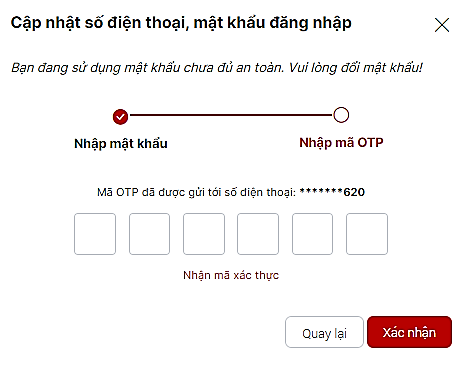 Cập nhật số điện thoại, mật khẩu đăng nhập
Bạn đang sử dụng mật khẩu chưa đủ an toàn. Vui lòng đổi mật khẩu!
Nhập mật khẩu
Nhập mã OTP
Mã OTP đã được gửi tới số điện thoại: *******620
Nhận mã xác thực
Quay lại
Xác nhận